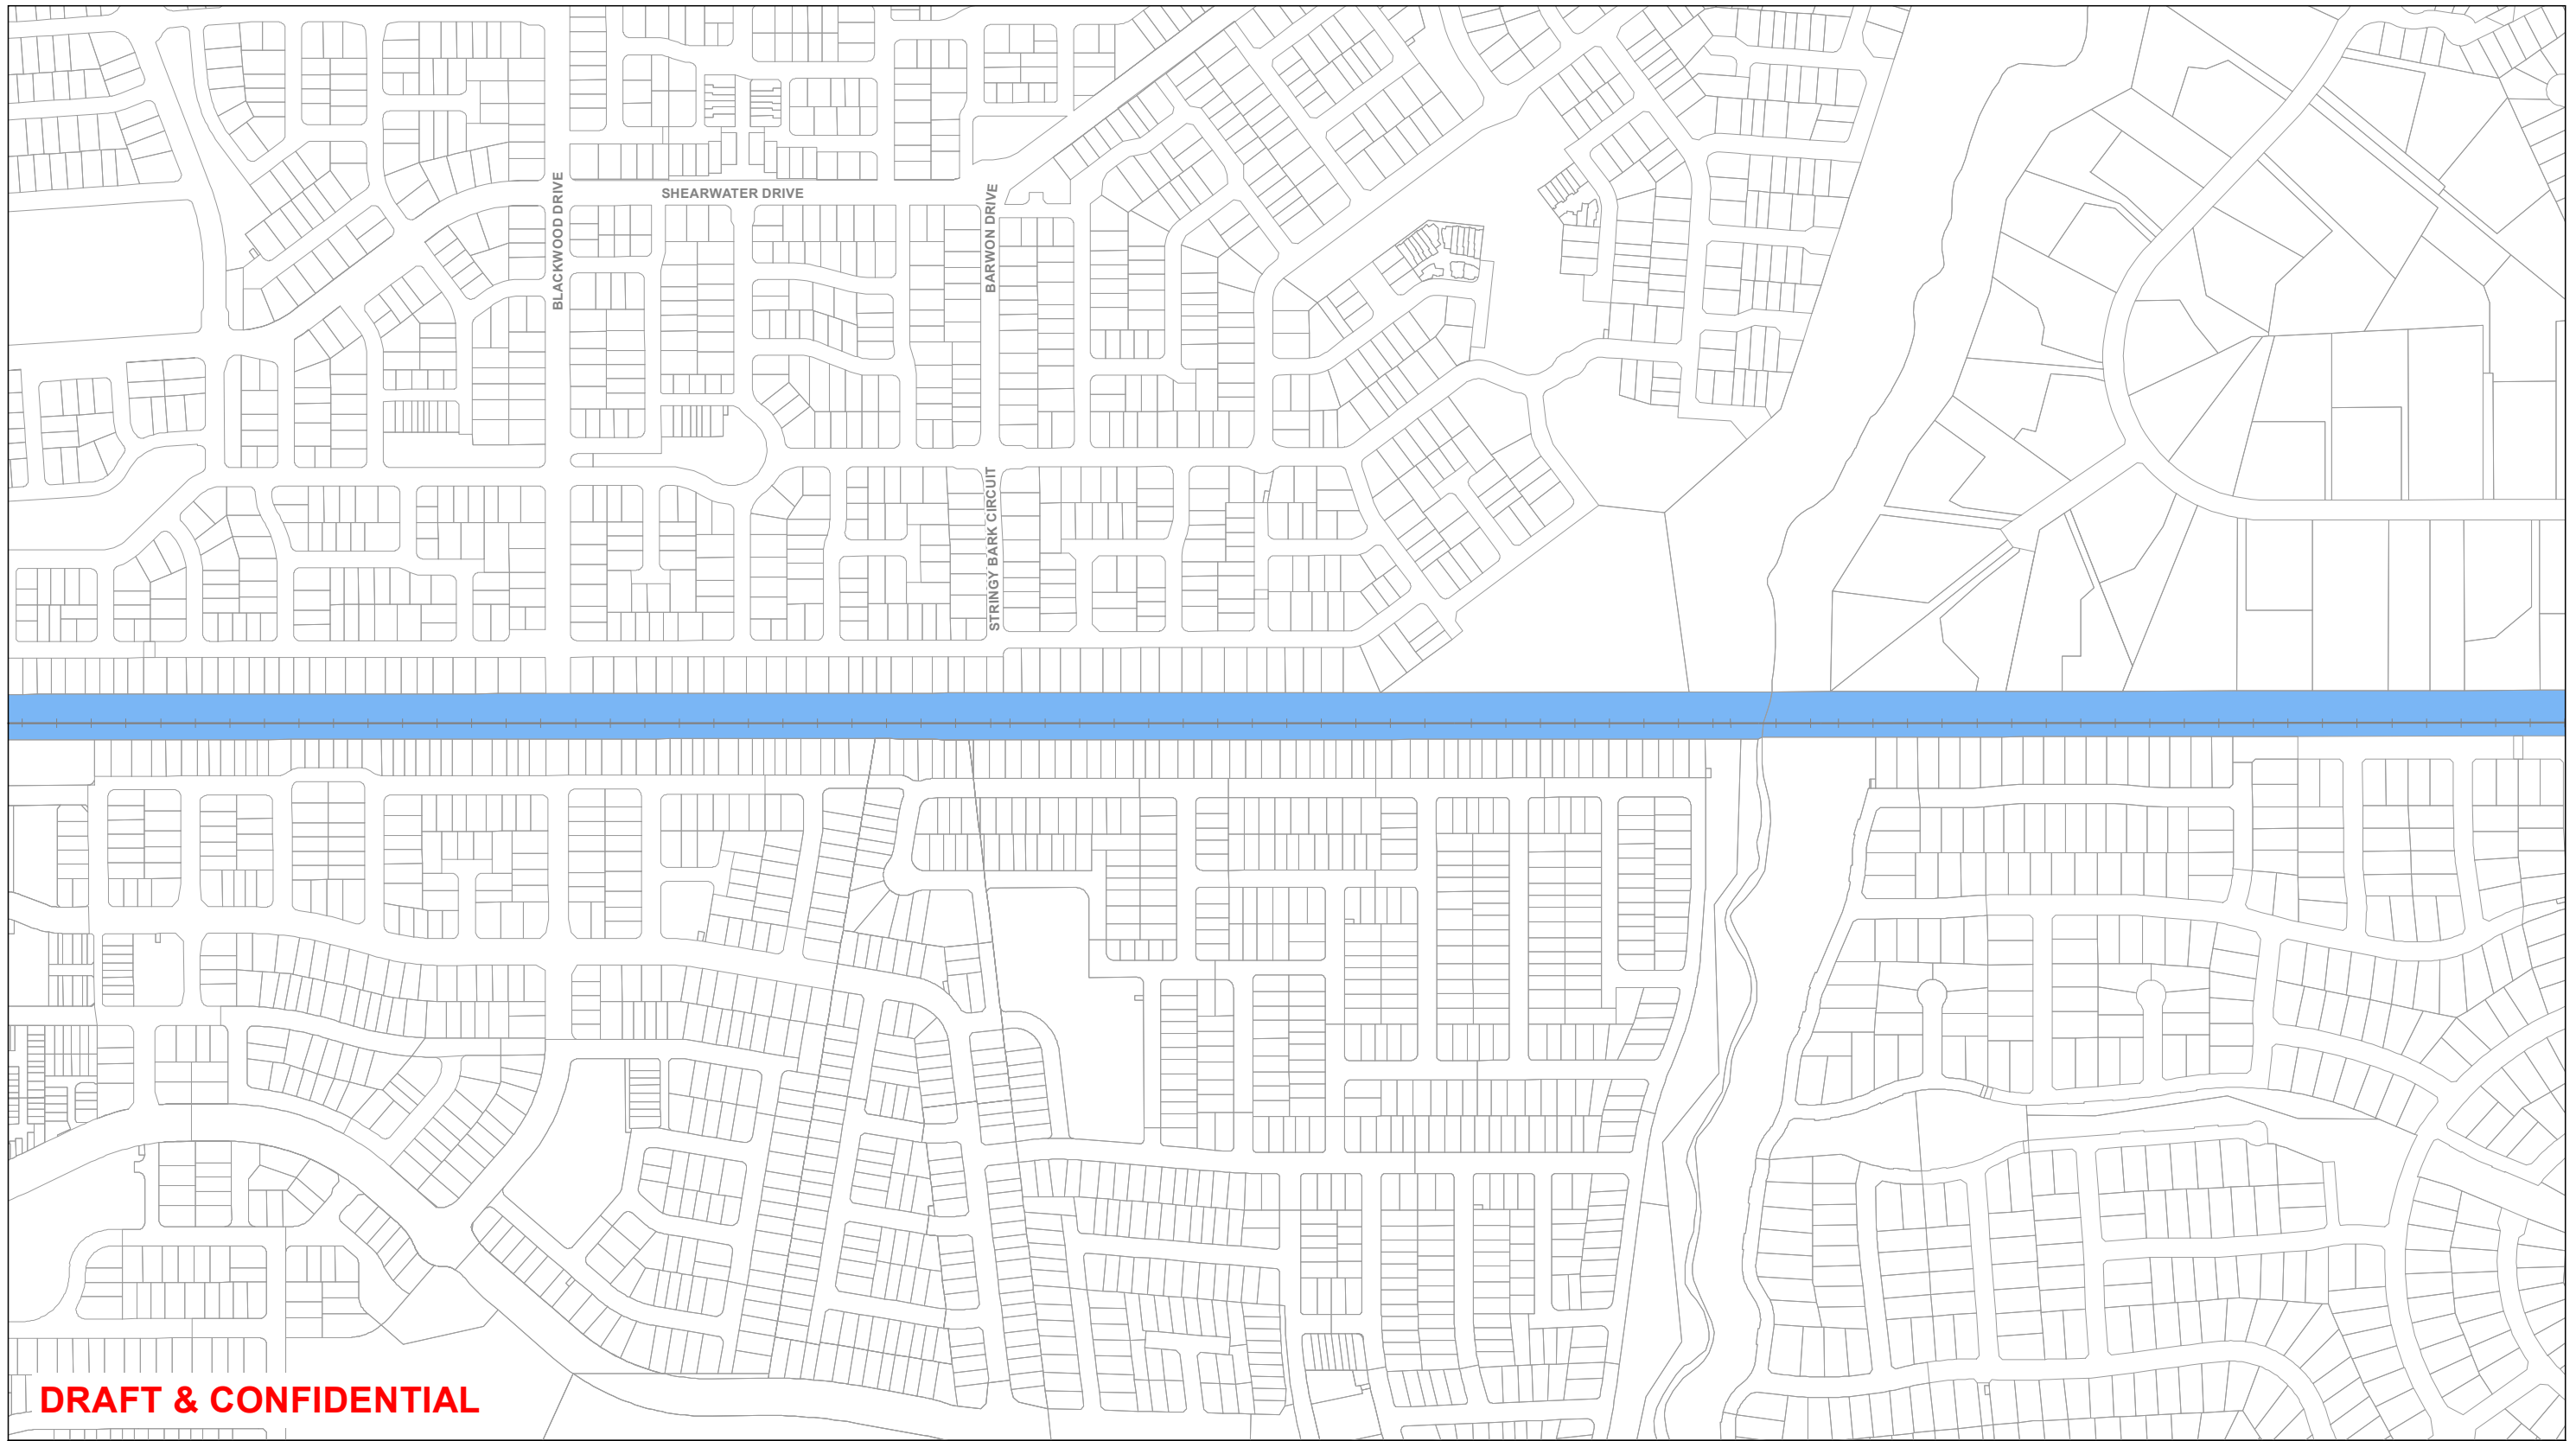 SHEARWATER DRIVE
BLACKWOOD DRIVE
BARWON DRIVE
STRINGY BARK CIRCUIT
DRAFT & CONFIDENTIAL